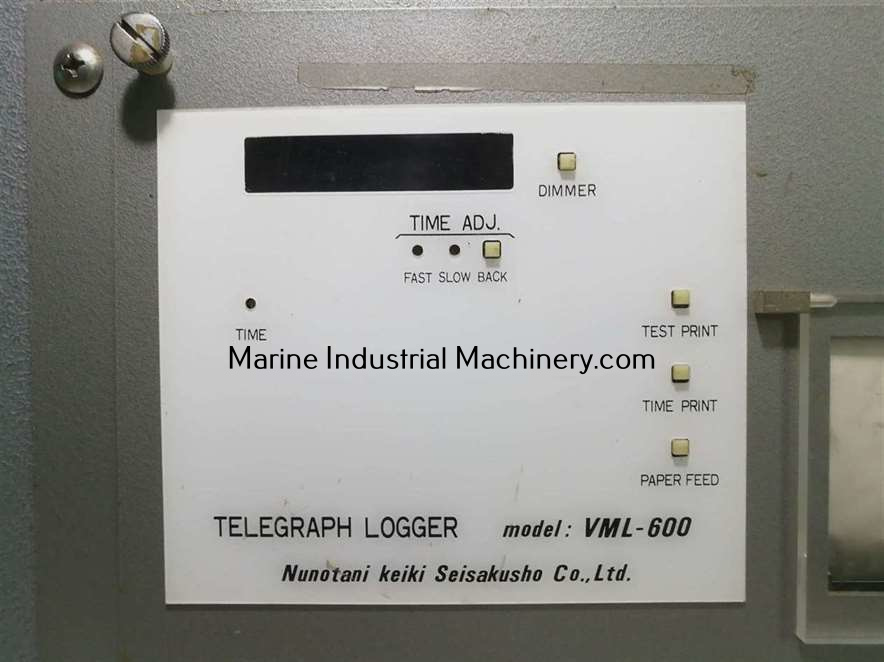 DIMMER
TIME ADJ.
FAST SLOW BACK
TIME
TEST PRINT
Marine Industrial Machinery.com
TIME PRINT
PAPER FEED
TELEGRAPH LOGGER model: VML-600
Nunotani keiki Seisakusho Co.,Ltd.